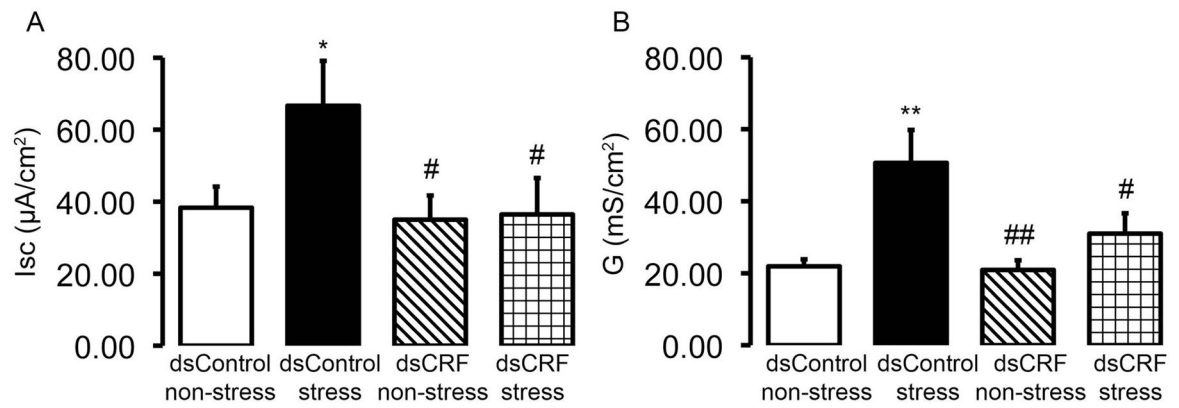 A
Isc (µA/cm²)
80.00
60.00
40.00
20.00
0.00
*
#
#
dsControl non-stress
dsControl stress
dsCRF non-stress
dsCRF stress
B
G (mS/cm²)
80.00
60.00
40.00
20.00
0.00
**
##
#
dsControl non-stress
dsControl stress
dsCRF non-stress
dsCRF stress